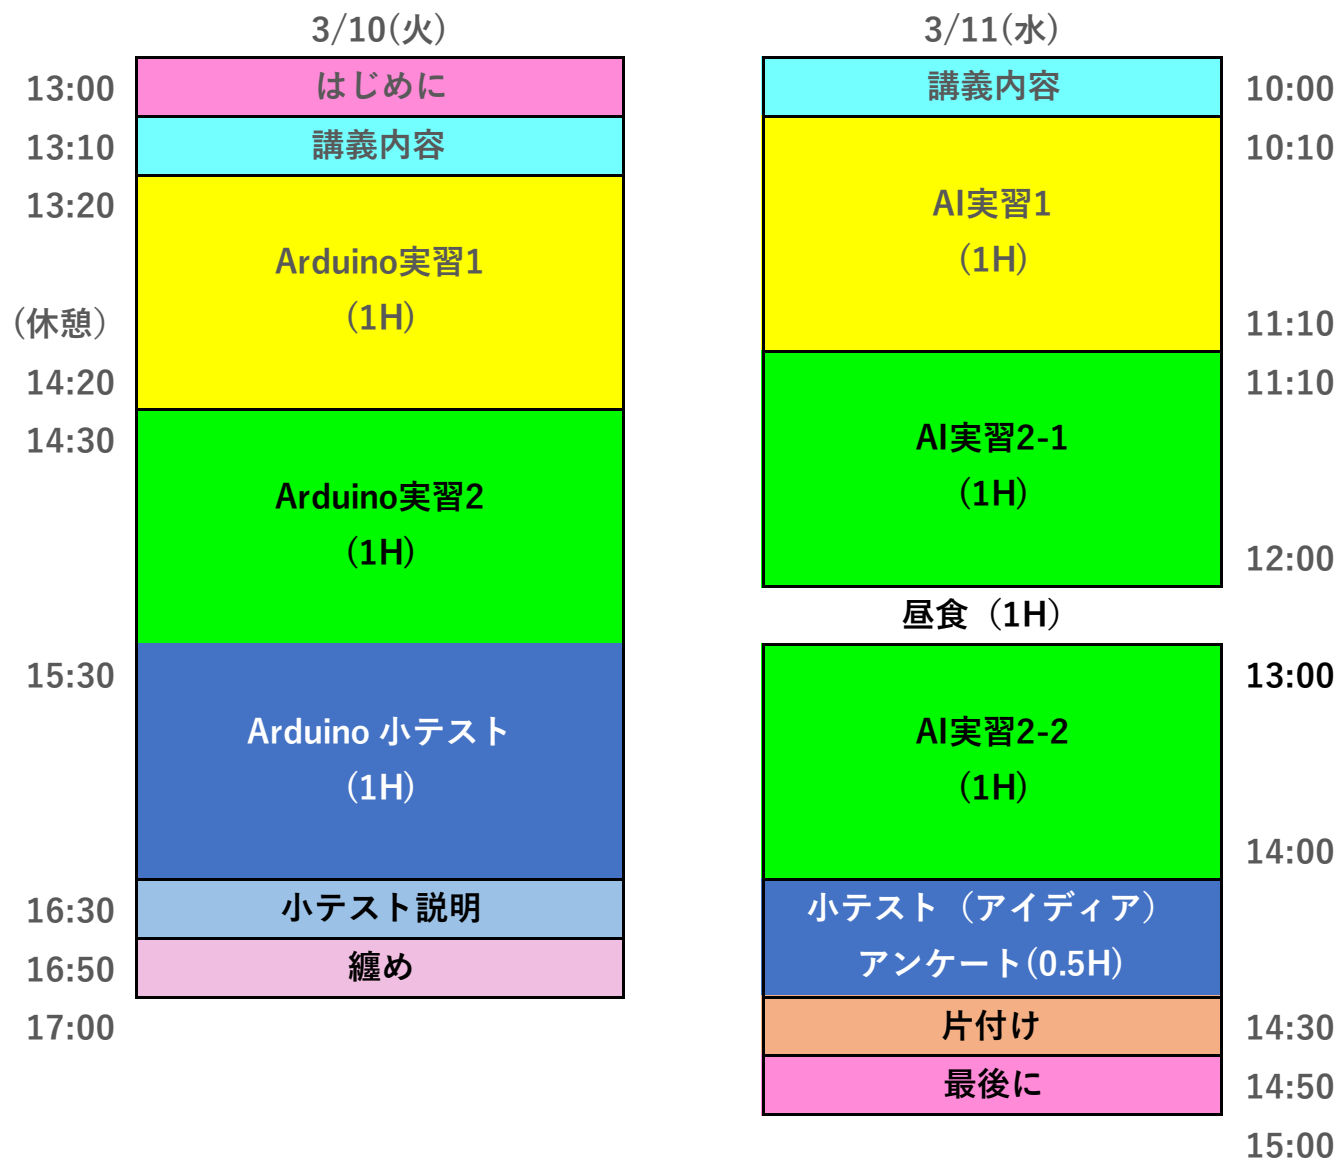 3/10(火)
13:00
はじめに
13:10
講義内容
13:20
Arduino実習1
(1H)
(休憩）
14:20
14:30
Arduino実習2
(1H)
15:30
Arduino 小テスト
(1H)
16:30
小テスト説明
16:50
纏め
17:00
3/11(水)
講義内容
10:00
10:10
AI実習1
(1H)
11:10
11:10
AI実習2-1
(1H)
12:00
昼食（1H）
13:00
AI実習2-2
(1H)
14:00
小テスト（アイディア）
アンケート(0.5H)
片付け
14:30
最後に
14:50
15:00